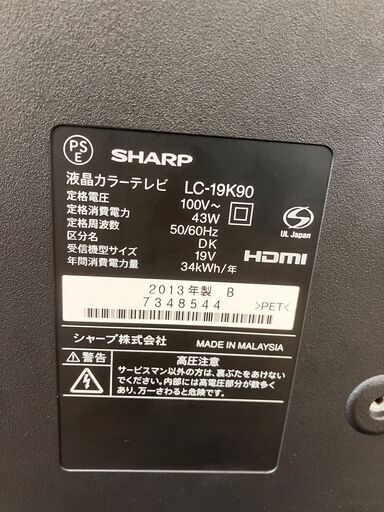 PS
E
SHARP
液晶カラーテレビ LC-19K90
定格電圧 100V～
定格消費電力 43W
定格周波数 50/60Hz
区分名 DK
受信機型サイズ 19V
年間消費電力量 34kWh/年
S
UL Japan
HDMI
2013年製 B
7348544
>PET<
シャープ株式会社 MADE IN MALAYSIA
警告 高圧注意
サービスマン以外の方は、裏ぶたをあけない
でください。内部には高電圧部分が数多く
あり、万一さわると危険です。